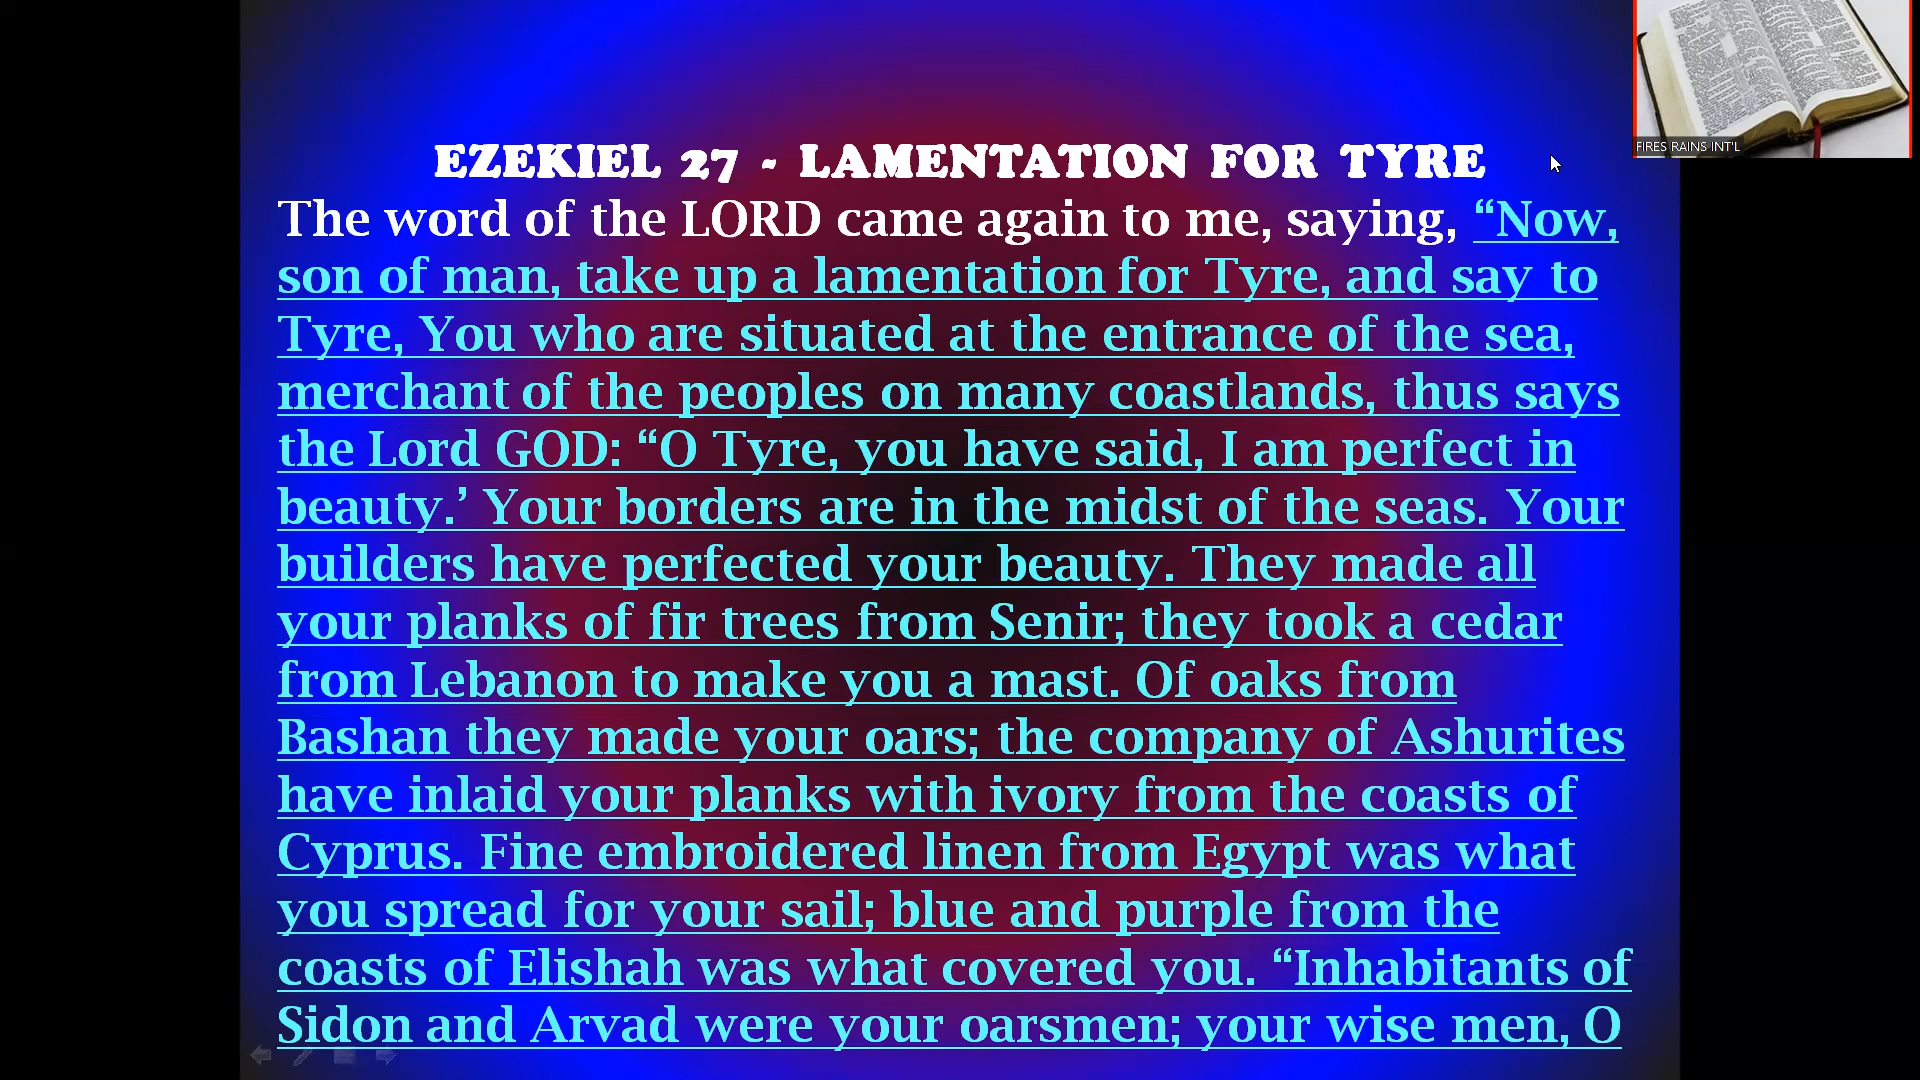 EZEKIEL 27 - LAMENTATION FOR TYRE
The word of the LORD came again to me, saying, “Now,
son of man, take up a lamentation for Tyre, and say to
Tyre, You who are situated at the entrance of the sea,
merchant of the peoples on many coastlands, thus says
the Lord GOD: “O Tyre, you have said, I am perfect in
beauty.’ Your borders are in the midst of the seas. Your
builders have perfected your beauty. They made all
your planks of fir trees from Senir; they took a cedar
from Lebanon to make you a mast. Of oaks from
Bashan they made your oars; the company of Ashurites
have inlaid your planks with ivory from the coasts of
Cyprus. Fine embroidered linen from Egypt was what
you spread for your sail; blue and purple from the
coasts of Elishah was what covered you. “Inhabitants of
Sidon and Arvad were your oarsmen; your wise men, O
FIRES RAINS INT'L